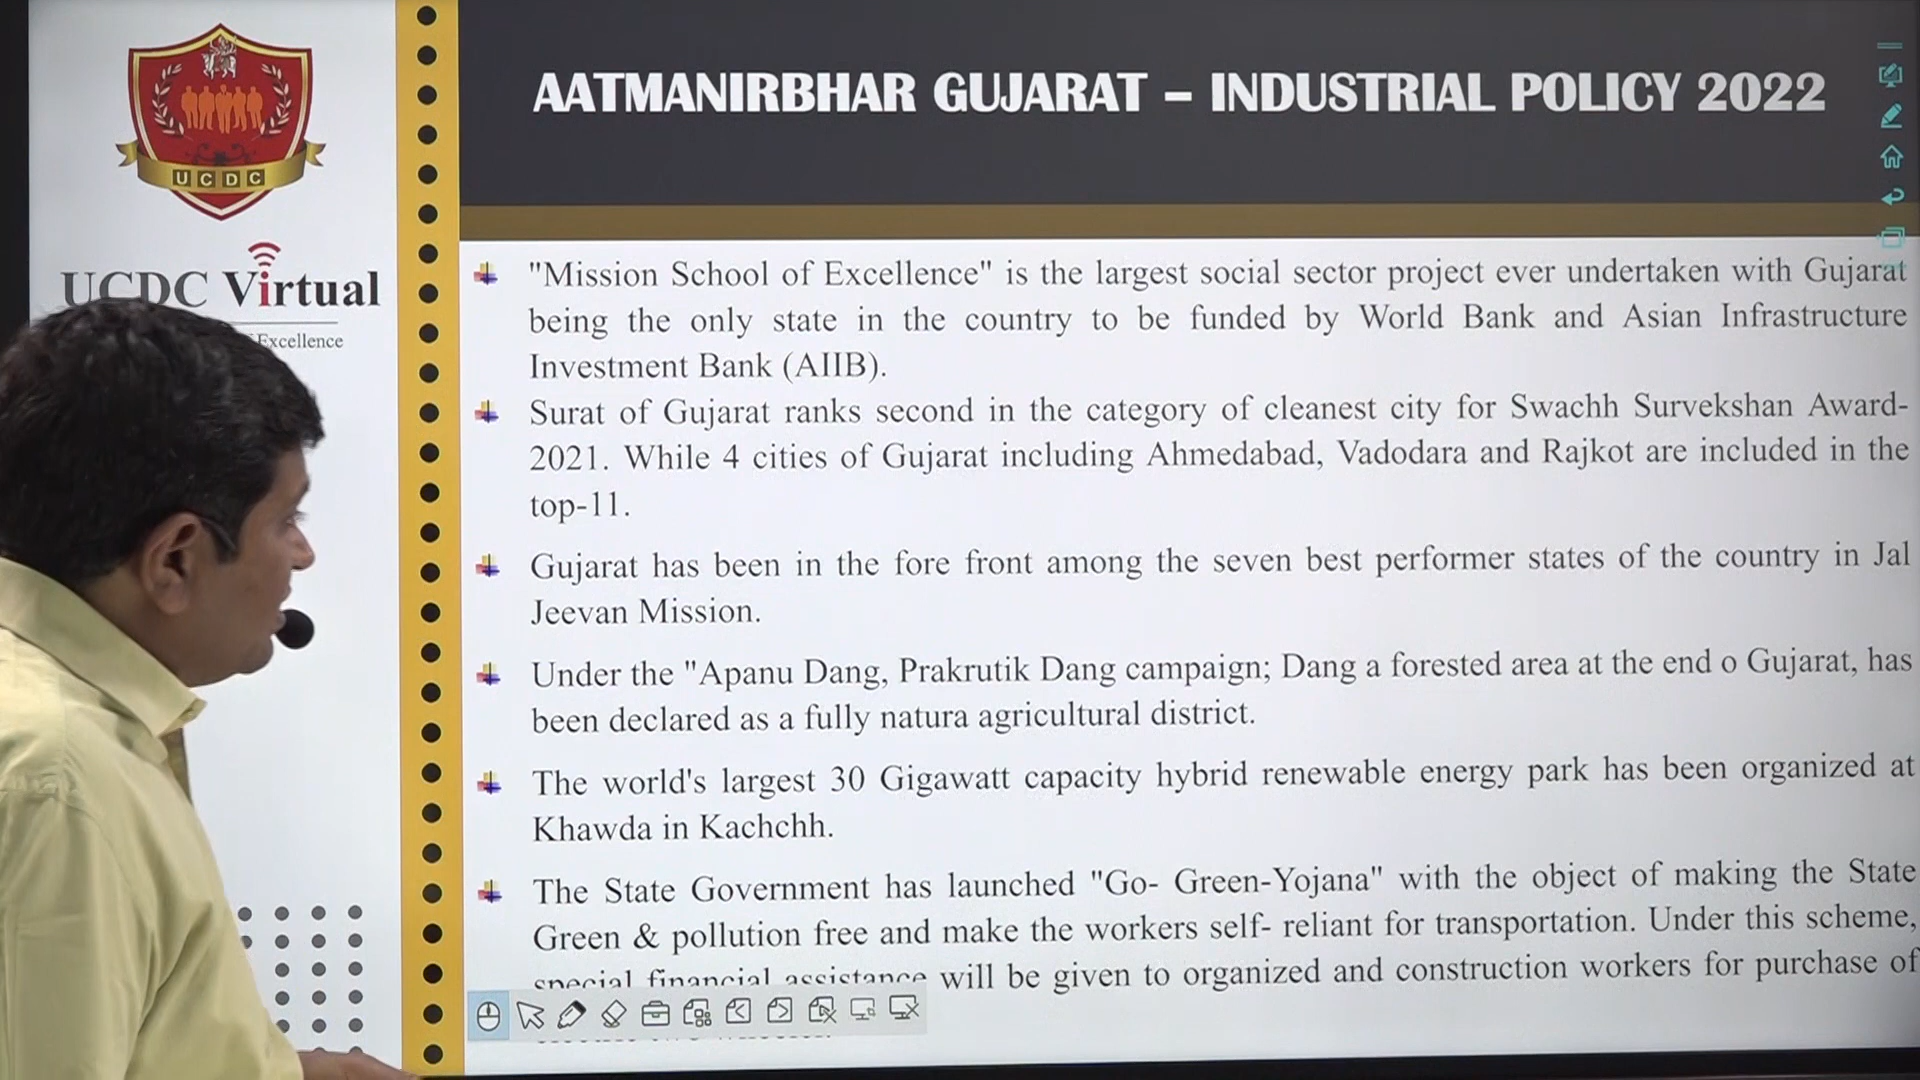 UCDC
UCDC Virtual
Excellence
AATMANIRBHAR GUJARAT – INDUSTRIAL POLICY 2022
"Mission School of Excellence" is the largest social sector project ever undertaken with Gujarat
being the only state in the country to be funded by World Bank and Asian Infrastructure
Investment Bank (AIIB).
Surat of Gujarat ranks second in the category of cleanest city for Swachh Survekshan Award-
2021. While 4 cities of Gujarat including Ahmedabad, Vadodara and Rajkot are included in the
top-11.
Gujarat has been in the fore front among the seven best performer states of the country in Jal
Jeevan Mission.
Under the "Apanu Dang, Prakrutik Dang campaign; Dang a forested area at the end o Gujarat, has
been declared as a fully natura agricultural district.
The world's largest 30 Gigawatt capacity hybrid renewable energy park has been organized at
Khawda in Kachchh.
The State Government has launched "Go- Green-Yojana" with the object of making the State
Green & pollution free and make the workers self- reliant for transportation. Under this scheme,
special financial assistance will be given to organized and construction workers for purchase of